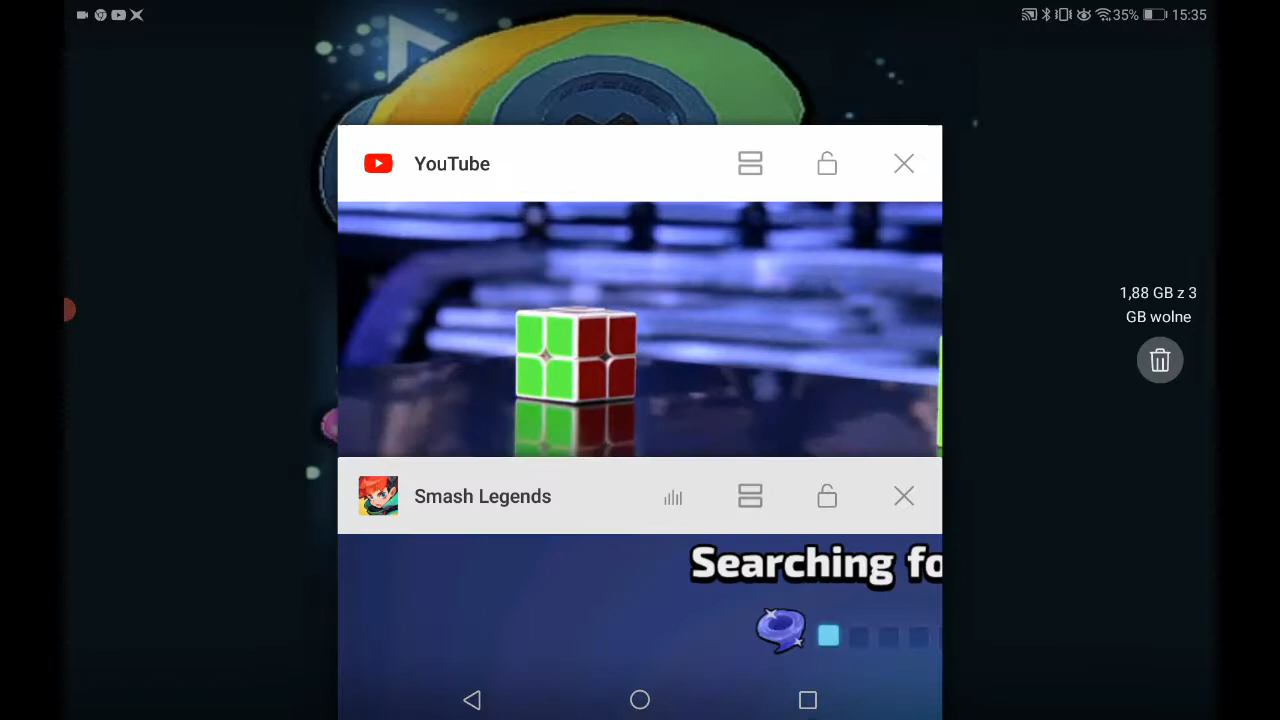 35% 15:35
YouTube
1,88 GB z 3
GB wolne
Smash Legends
Searching fo